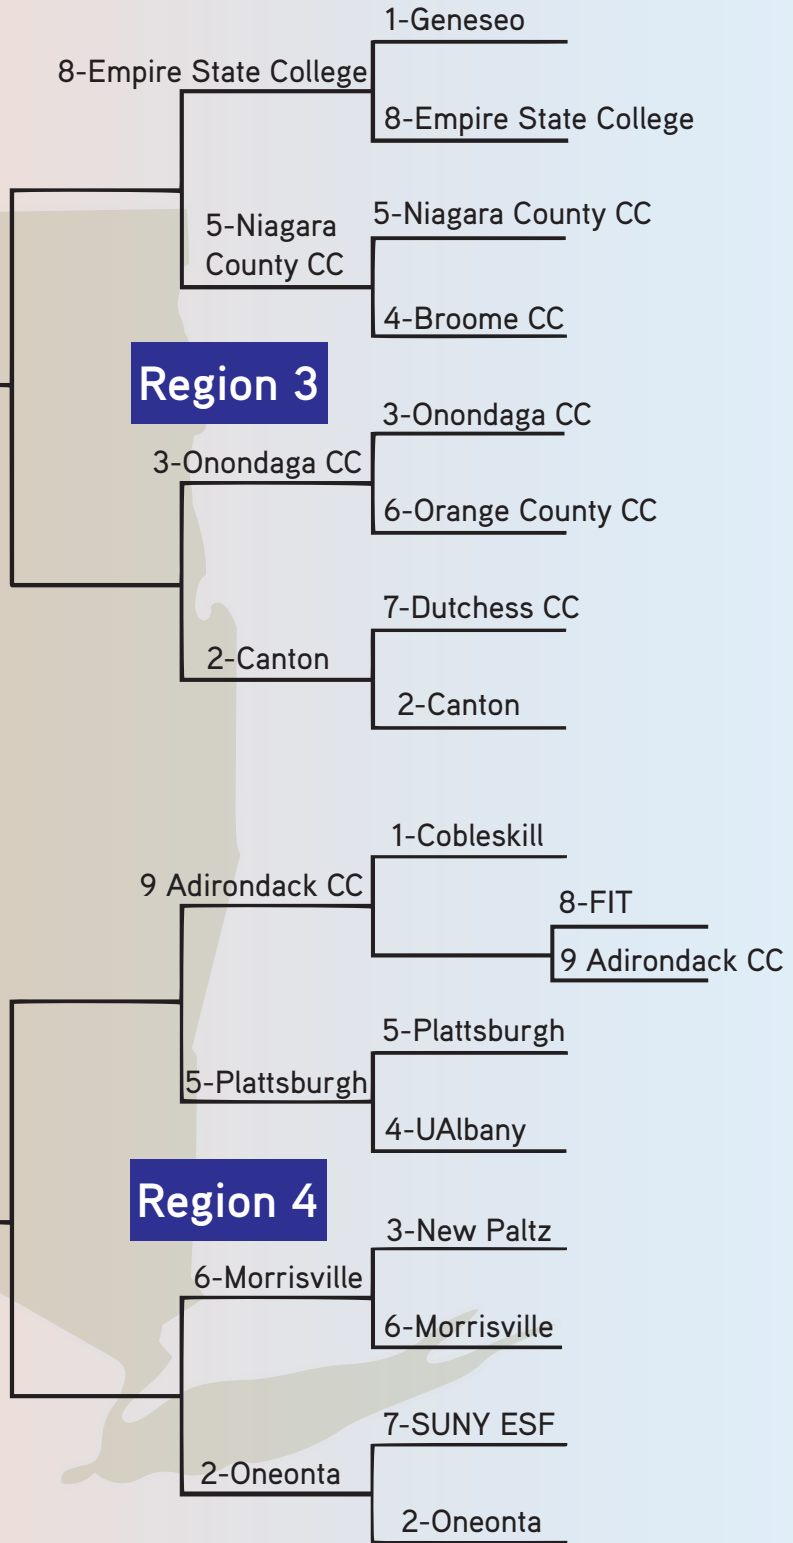 1-Geneseo
8-Empire State College
8-Empire State College
5-Niagara County CC
5-Niagara
County CC
4-Broome CC
Region 3
3-Onondaga CC
3-Onondaga CC
6-Orange County CC
7-Dutchess CC
2-Canton
2-Canton
1-Cobleskill
9 Adirondack CC
8-FIT
9 Adirondack CC
5-Plattsburgh
5-Plattsburgh
4-UAlbany
Region 4
3-New Paltz
6-Morrisville
6-Morrisville
7-SUNY ESF
2-Oneonta
2-Oneonta